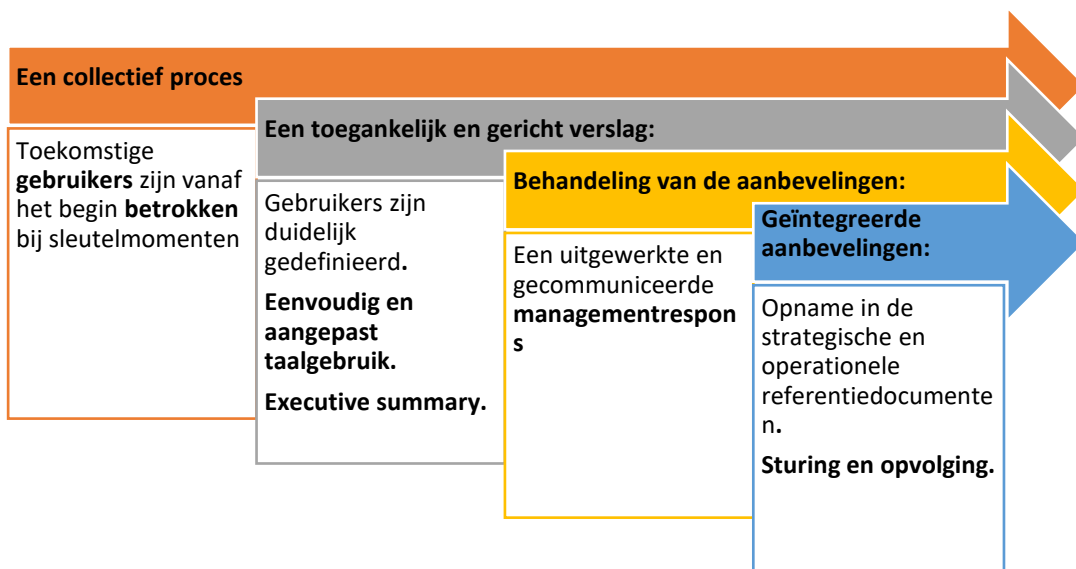 Een collectief proces
Toekomstige
gebruikers zijn vanaf
het begin betrokken
bij sleutelmomenten
Een toegankelijk en gericht verslag:
Gebruikers zijn
duidelijk
gedefinieerd.
Eenvoudig en
aangepast
taalgebruik.
Executive summary.
Behandeling van de aanbevelingen:
Een uitgewerkte en
gecommuniceerde
managementrespon
s
Geïntegreerde
aanbevelingen:
Opname in de
strategische en
operationele
referentiedocumente
n.
Sturing en opvolging.